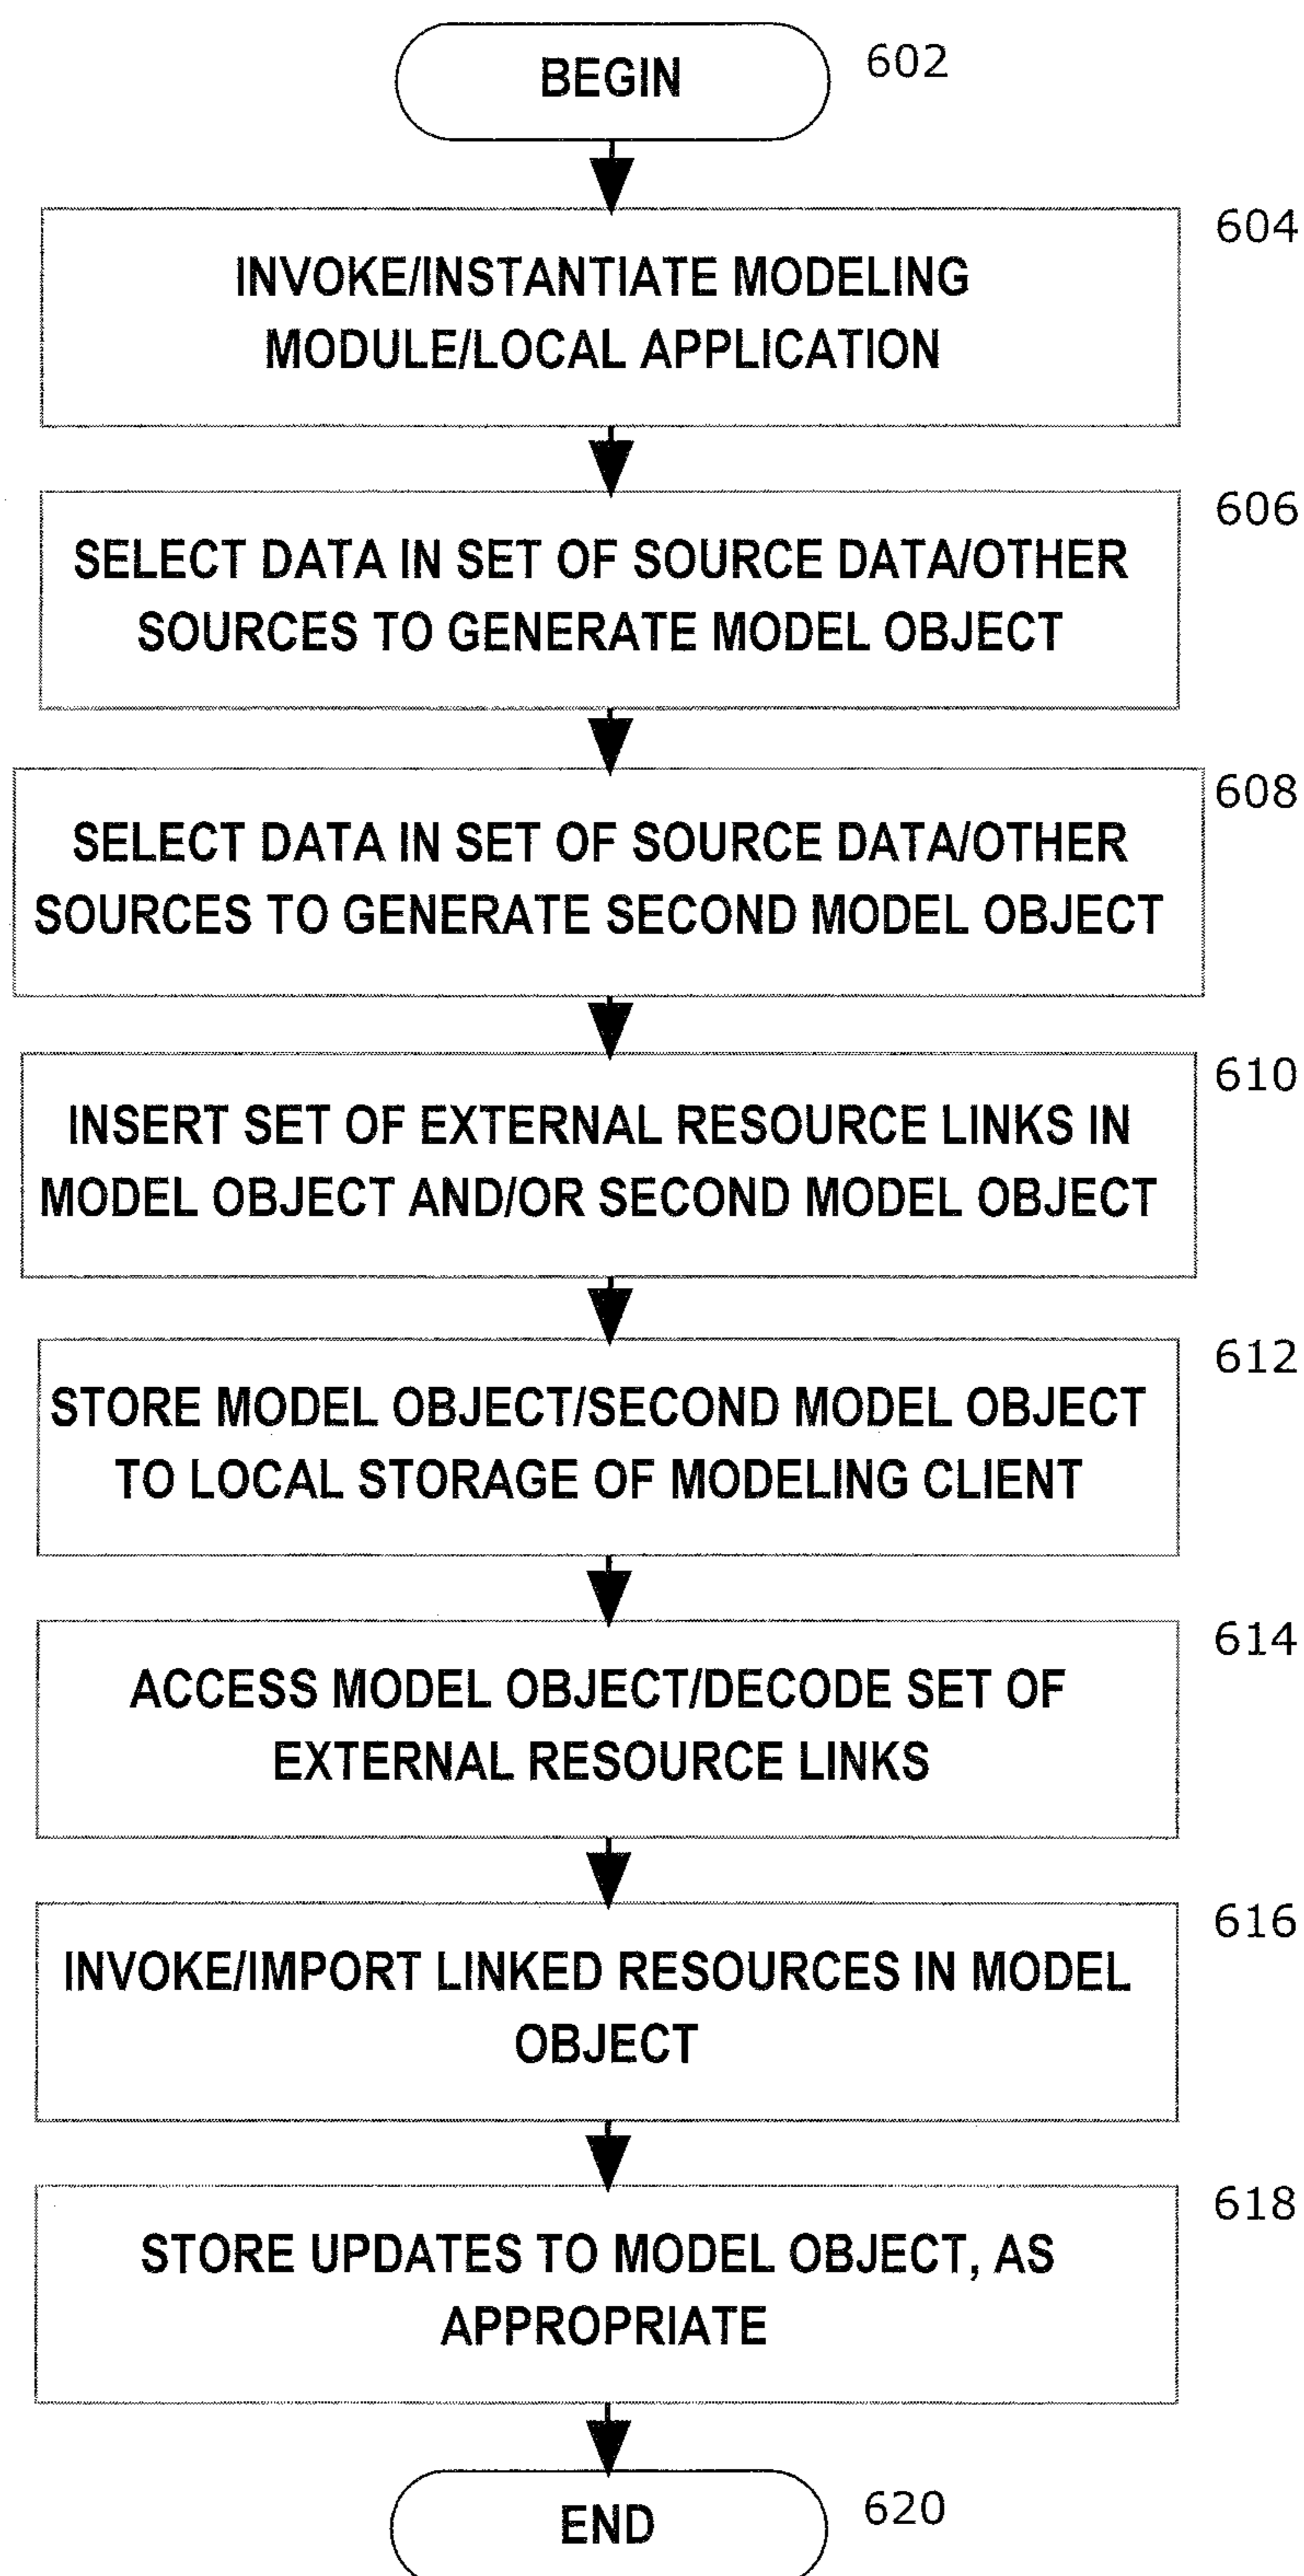 BEGIN
602
604
INVOKE/INSTANTIATE MODELING
MODULE/LOCAL APPLICATION
606
SELECT DATA IN SET OF SOURCE DATA/OTHER
SOURCES TO GENERATE MODEL OBJECT
608
SELECT DATA IN SET OF SOURCE DATA/OTHER
SOURCES TO GENERATE SECOND MODEL OBJECT
610
INSERT SET OF EXTERNAL RESOURCE LINKS IN
MODEL OBJECT AND/OR SECOND MODEL OBJECT
612
STORE MODEL OBJECT/SECOND MODEL OBJECT
TO LOCAL STORAGE OF MODELING CLIENT
614
ACCESS MODEL OBJECT/DECODE SET OF
EXTERNAL RESOURCE LINKS
616
INVOKE/IMPORT LINKED RESOURCES IN MODEL
OBJECT
618
STORE UPDATES TO MODEL OBJECT, AS
APPROPRIATE
END
620